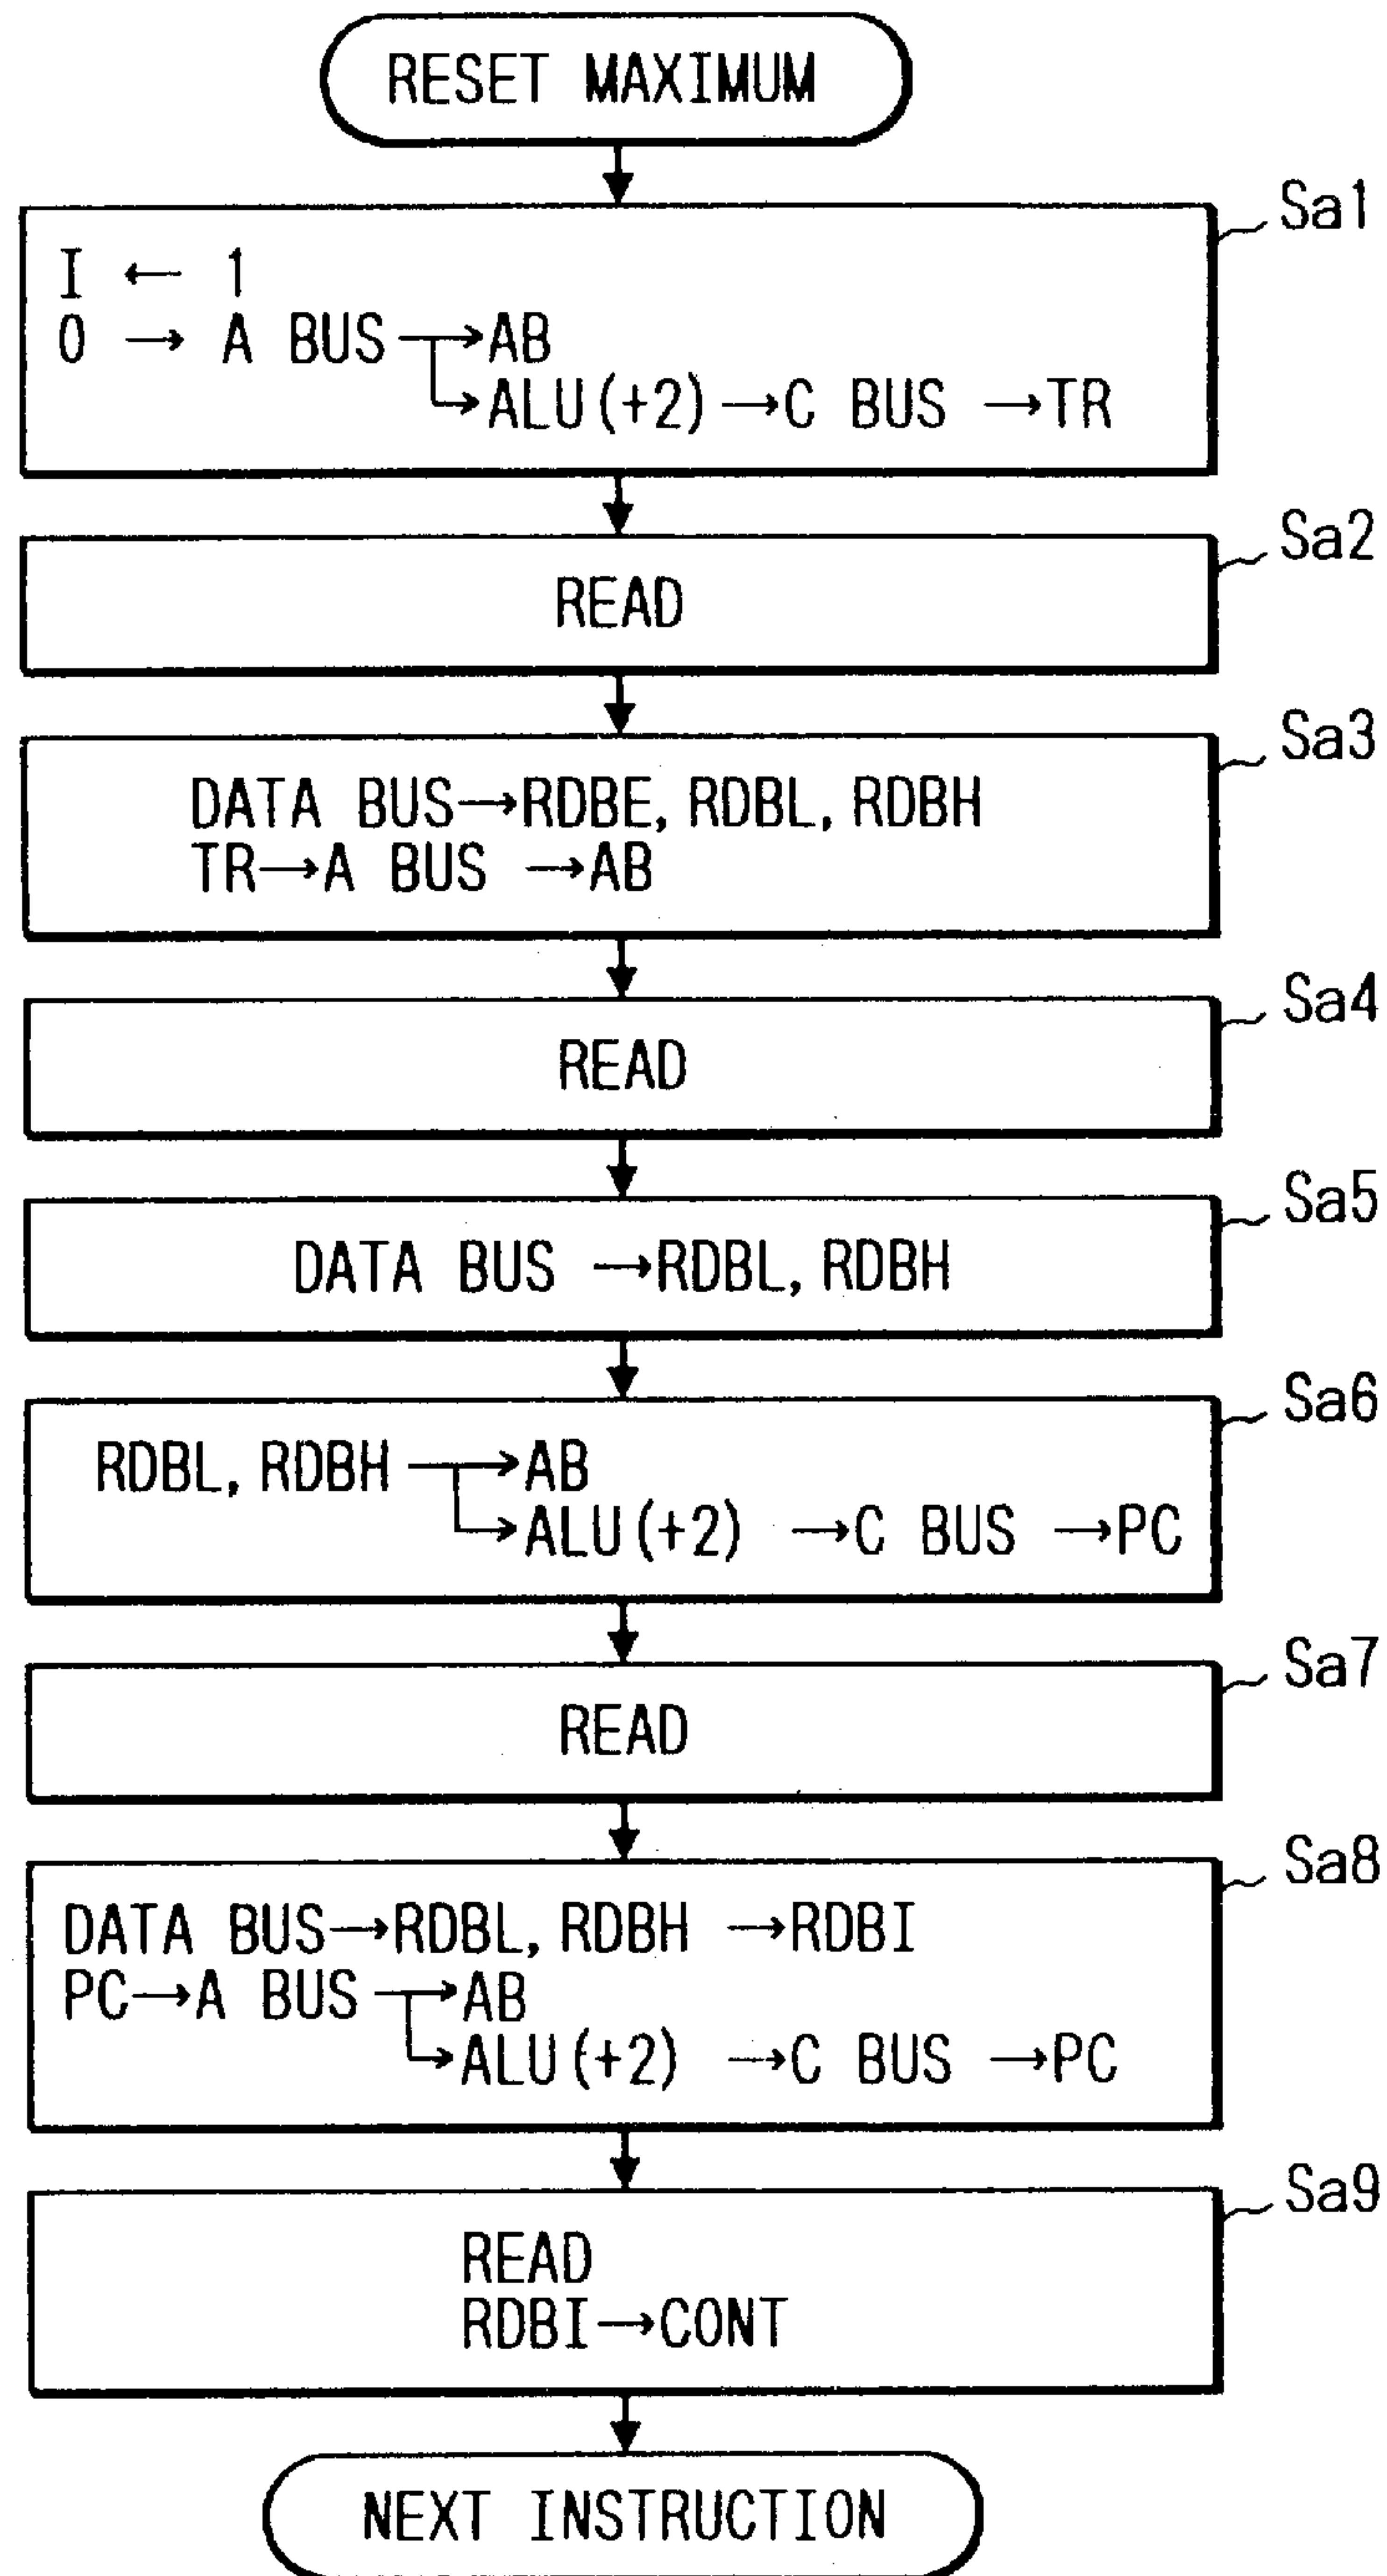 RESET MAXIMUM
Sa1
I ← 1
0 → A BUS → AB
→ ALU(+2) → C BUS → TR
Sa2
READ
Sa3
DATA BUS → RDBE, RDBL, RDBH
TR → A BUS → AB
Sa4
READ
Sa5
DATA BUS → RDBL, RDBH
Sa6
RDBL, RDBH → AB
→ ALU(+2) → C BUS → PC
Sa7
READ
Sa8
DATA BUS → RDBL, RDBH → RDBI
PC → A BUS → AB
→ ALU(+2) → C BUS → PC
Sa9
READ
RDBI → CONT
NEXT INSTRUCTION